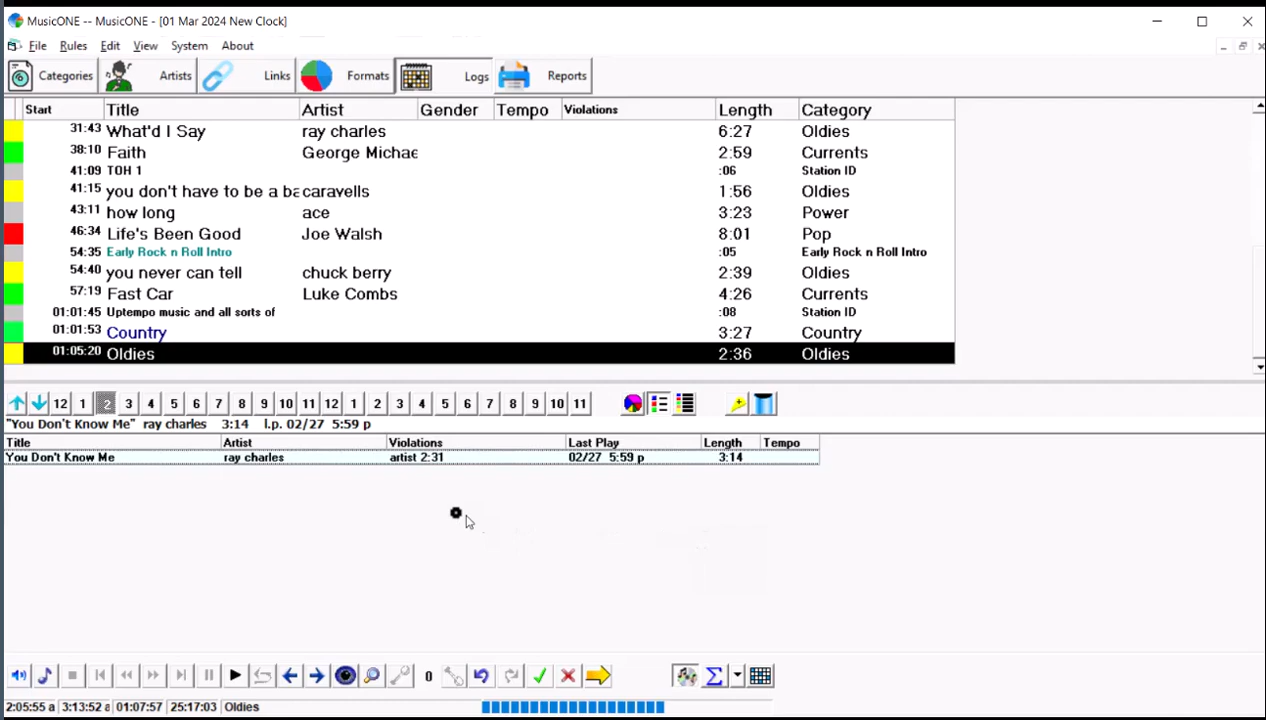 MusicONE -- MusicONE - [01 Mar 2024 New Clock]
File Rules Edit View System About
Categories Artists Links Formats Logs Reports
Start Title Artist Gender Tempo Violations Length Category
31:43 What'd I Say ray charles 6:27 Oldies
38:10 Faith George Michae 2:59 Currents
41:09 TOH 1 :06 Station ID
41:15 you don't have to be a ba caravells 1:56 Oldies
43:11 how long ace 3:23 Power
46:34 Life's Been Good Joe Walsh 8:01 Pop
54:35 Early Rock n Roll Intro :05 Early Rock n Roll Intro
54:40 you never can tell chuck berry 2:39 Oldies
57:19 Fast Car Luke Combs 4:26 Currents
01:01:45 Uptempo music and all sorts of :08 Station ID
01:01:53 Country 3:27 Country
01:05:20 Oldies 2:36 Oldies
12 1 2 3 4 5 6 7 8 9 10 11 12 1 2 3 4 5 6 7 8 9 10 11
"You Don't Know Me" ray charles 3:14 l.p. 02/27 5:59 p
Title Artist Violations Last Play Length Tempo
You Don't Know Me ray charles artist 2:31 02/27 5:59 p 3:14
0
2:05:55 a 3:13:52 a 01:07:57 25:17:03 Oldies